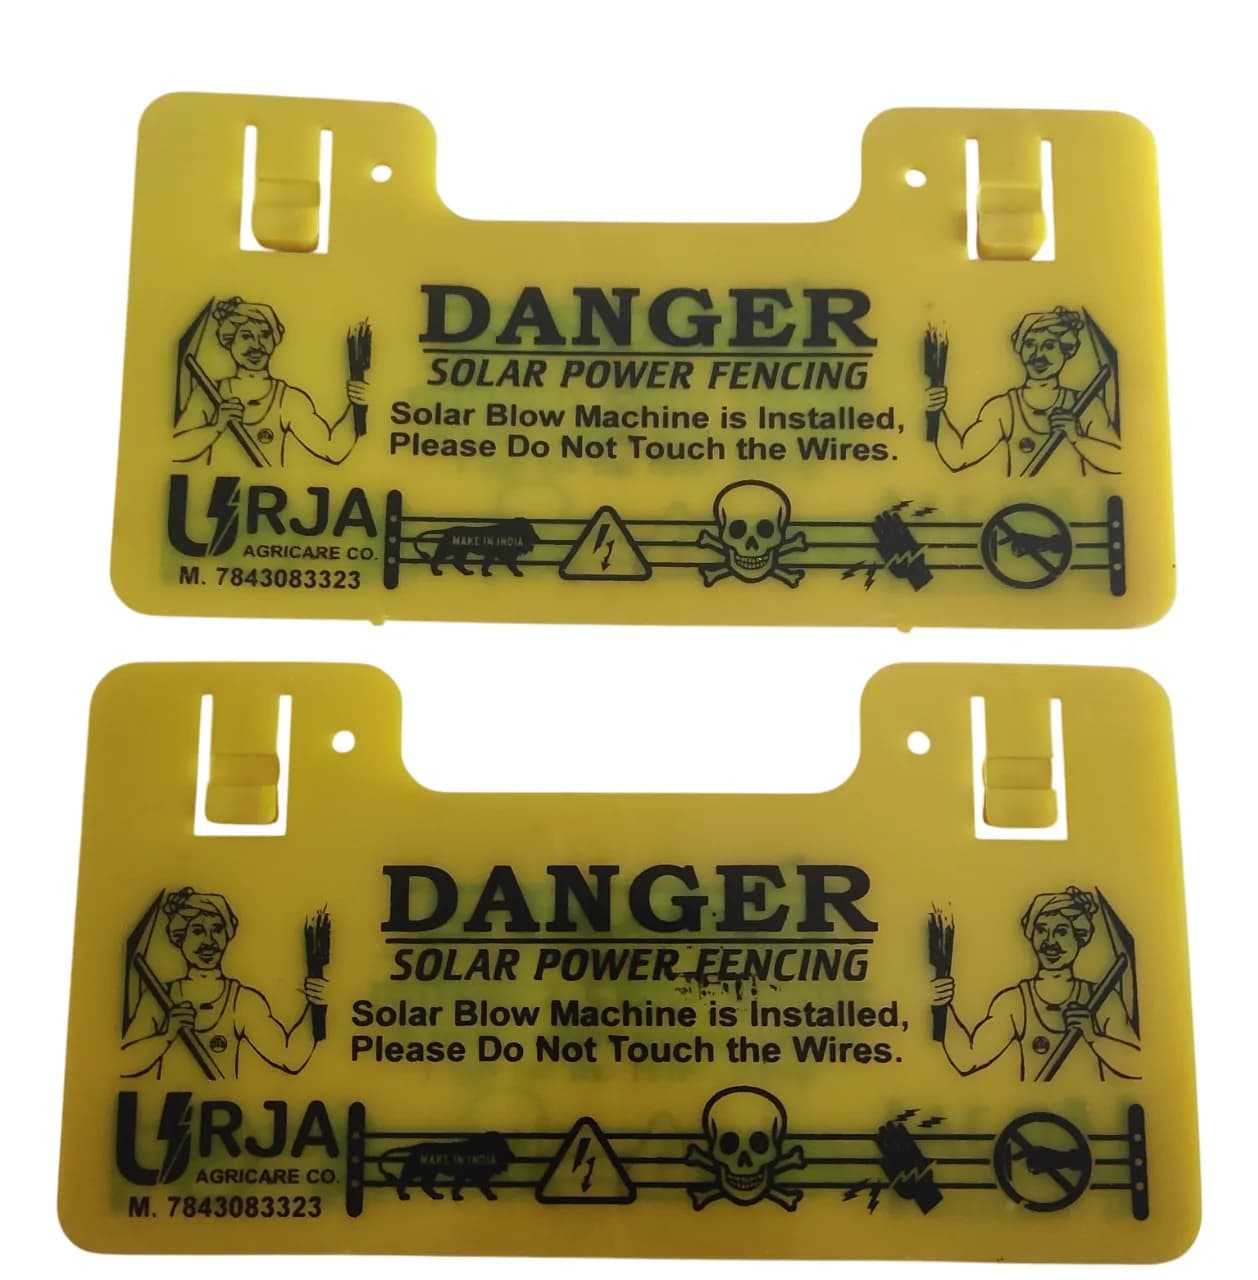 DANGER
SOLAR POWER FENCING
Solar Blow Machine is Installed,
Please Do Not Touch the Wires.
URJA
AGRICARE CO.
M. 7843083323
MAKE IN INDIA
DANGER
SOLAR POWER FENCING
Solar Blow Machine is Installed,
Please Do Not Touch the Wires.
URJA
AGRICARE CO.
M. 7843083323
MAKE IN INDIA